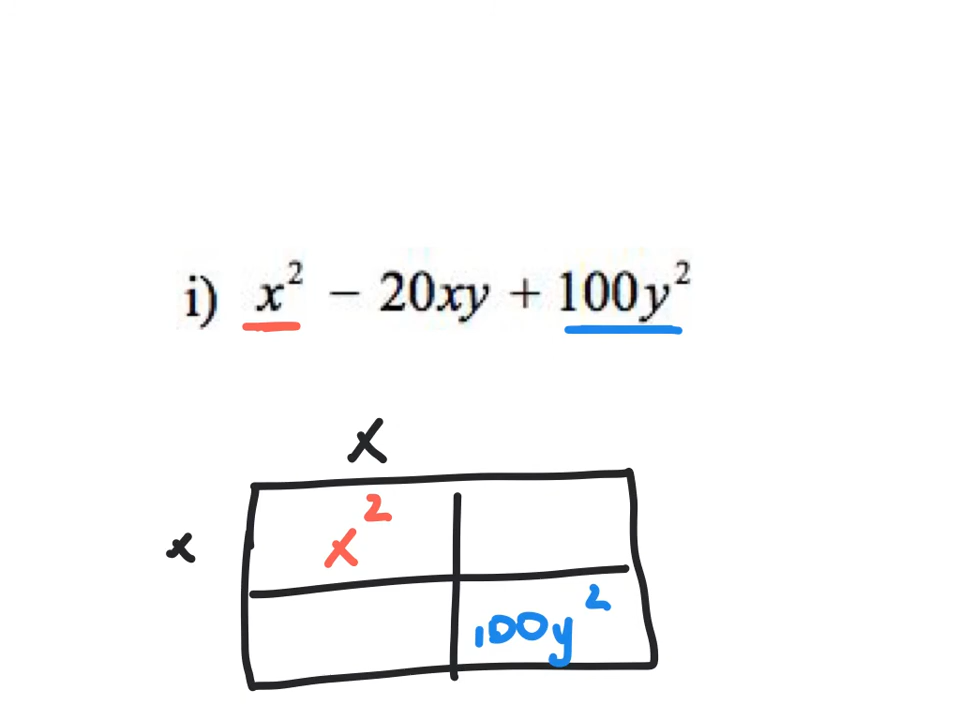 i) x² − 20xy + 100y²
x
x x²
100y²